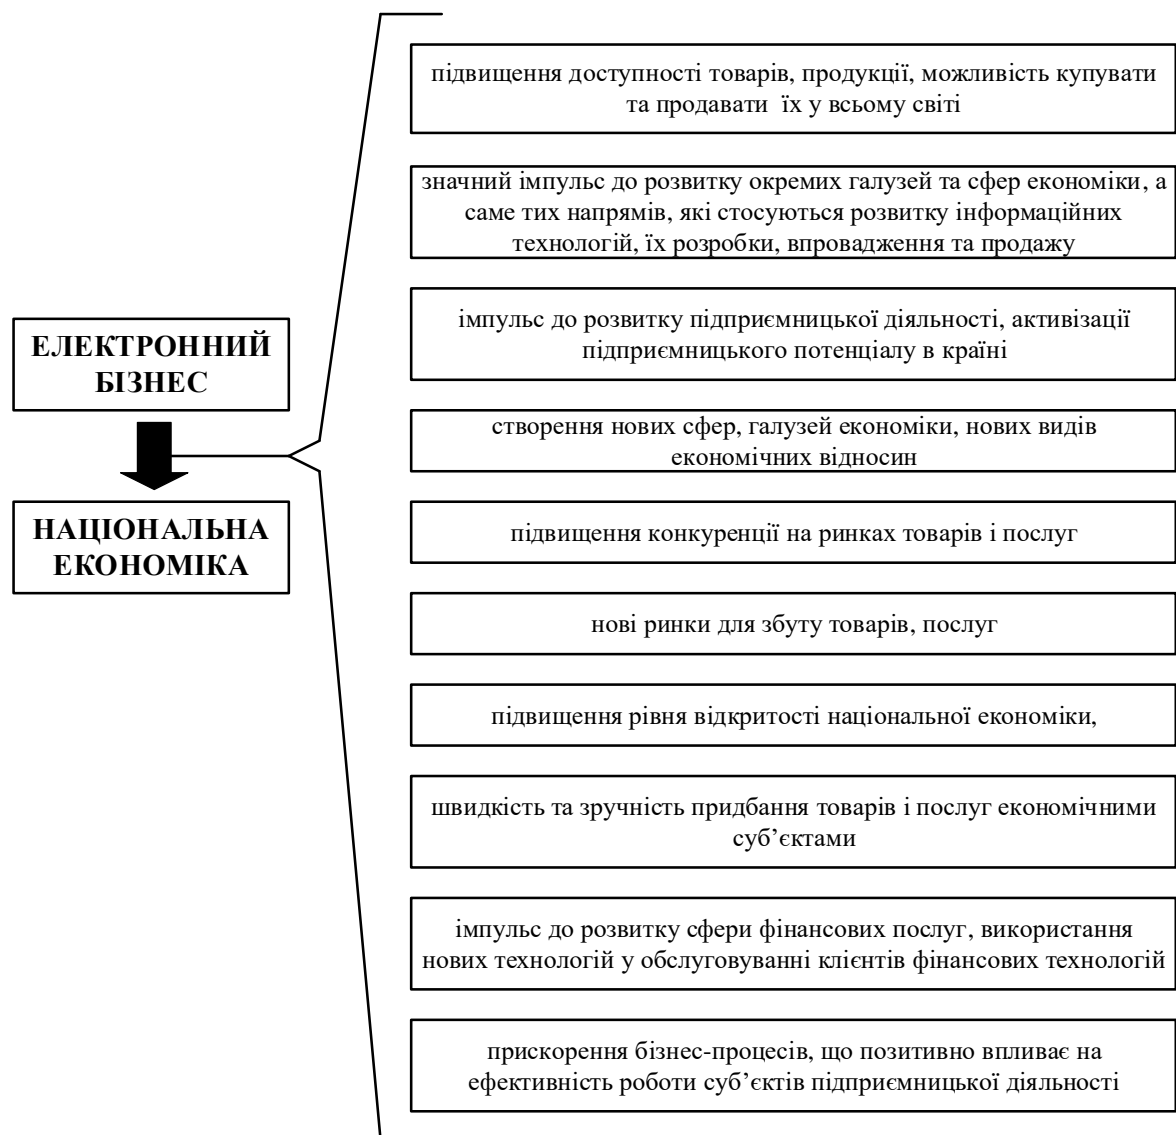 підвищення доступності товарів, продукції, можливість купувати
та продавати їх у всьому світі
значний імпульс до розвитку окремих галузей та сфер економіки, а
саме тих напрямів, які стосуються розвитку інформаційних
технологій, їх розробки, впровадження та продажу
імпульс до розвитку підприємницької діяльності, активізації
підприємницького потенціалу в країні
ЕЛЕКТРОННИЙ
БІЗНЕС
створення нових сфер, галузей економіки, нових видів
економічних відносин
НАЦІОНАЛЬНА
ЕКОНОМІКА
підвищення конкуренції на ринках товарів і послуг
нові ринки для збуту товарів, послуг
підвищення рівня відкритості національної економіки,
швидкість та зручність придбання товарів і послуг економічними
суб’єктами
імпульс до розвитку сфери фінансових послуг, використання
нових технологій у обслуговуванні клієнтів фінансових технологій
прискорення бізнес-процесів, що позитивно впливає на
ефективність роботи суб’єктів підприємницької діяльності